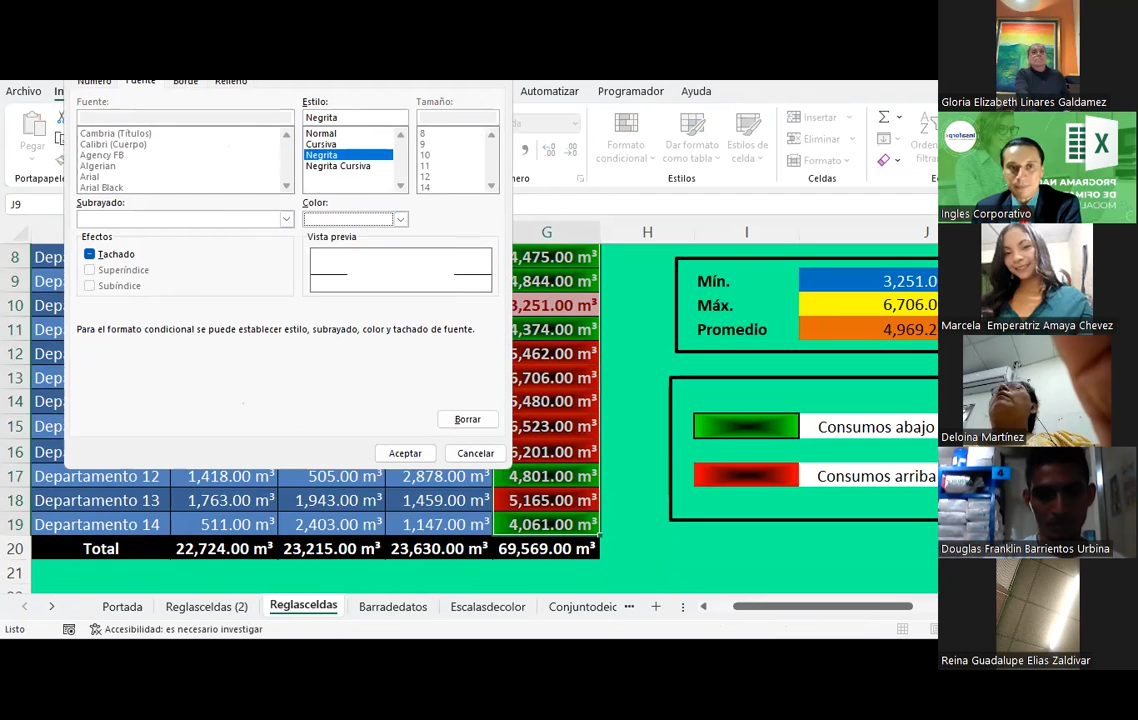 Archivo
Automatizar
Programador
Ayuda
Número
Fuente
Borde
Relleno
Fuente:
Estilo:
Tamaño:
Negrita
Cambria (Títulos)
Calibri (Cuerpo)
Agency FB
Algerian
Arial
Arial Black
Normal
Cursiva
Negrita
Negrita Cursiva
8
9
10
11
12
14
Subrayado:
Color:
Efectos
Tachado
Superíndice
Subíndice
Vista previa
Para el formato condicional se puede establecer estilo, subrayado, color y tachado de fuente.
Borrar
Aceptar
Cancelar
Pegar
Portapape
J9
Formato condicional
Dar formato como tabla
Estilos de celda
Estilos
Insertar
Eliminar
Formato
Celdas
G H I J
8 Depa 4,475.00 m³
9 Depa 4,844.00 m³
10 Depa 3,251.00 m³
11 Depa 4,374.00 m³
12 Depa 5,462.00 m³
13 Depa 6,706.00 m³
14 Depa 5,480.00 m³
15 Depa 5,523.00 m³
16 Depa 5,201.00 m³
17 Departamento 12 1,418.00 m³ 505.00 m³ 2,878.00 m³ 4,801.00 m³
18 Departamento 13 1,763.00 m³ 1,943.00 m³ 1,459.00 m³ 5,165.00 m³
19 Departamento 14 511.00 m³ 2,403.00 m³ 1,147.00 m³ 4,061.00 m³
20 Total 22,724.00 m³ 23,215.00 m³ 23,630.00 m³ 69,569.00 m³
21
Mín. 3,251.0
Máx. 6,706.0
Promedio 4,969.2
Consumos abajo
Consumos arriba
Portada
Reglasceldas (2)
Reglasceldas
Barradedatos
Escalasdecolor
Conjuntodeic
Listo
Accesibilidad: es necesario investigar
Gloria Elizabeth Linares Galdamez
Ingles Corporativo
Marcela Emperatriz Amaya Chevez
Deloina Martínez
Douglas Franklin Barrientos Urbina
Reina Guadalupe Elias Zaldivar